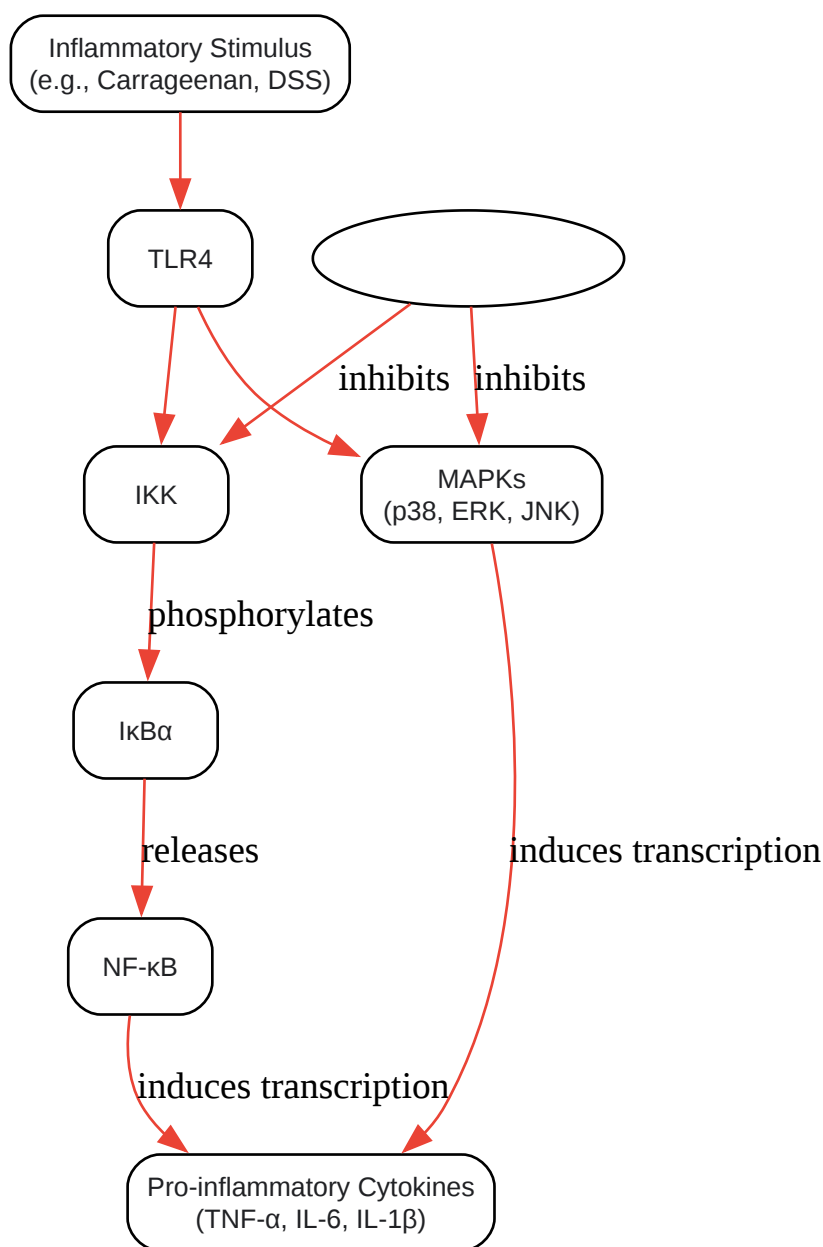 Inflammatory Stimulus
(e.g., Carrageenan, DSS)
TLR4
inhibits
inhibits
IKK
MAPKs
(p38, ERK, JNK)
phosphorylates
IκBα
releases
induces transcription
NF-κB
induces transcription
Pro-inflammatory Cytokines
(TNF-α, IL-6, IL-1β)